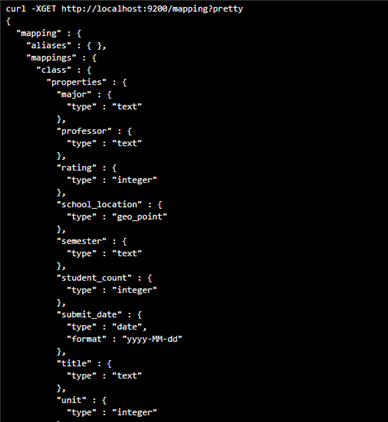 curl -XGET http://localhost:9200/mapping?pretty
{
  "mapping" : {
    "aliases" : { },
    "mappings" : {
      "class" : {
        "properties" : {
          "major" : {
            "type" : "text"
          },
          "professor" : {
            "type" : "text"
          },
          "rating" : {
            "type" : "integer"
          },
          "school_location" : {
            "type" : "geo_point"
          },
          "semester" : {
            "type" : "text"
          },
          "student_count" : {
            "type" : "integer"
          },
          "submit_date" : {
            "type" : "date",
            "format" : "yyyy-MM-dd"
          },
          "title" : {
            "type" : "text"
          },
          "unit" : {
            "type" : "integer"
          }